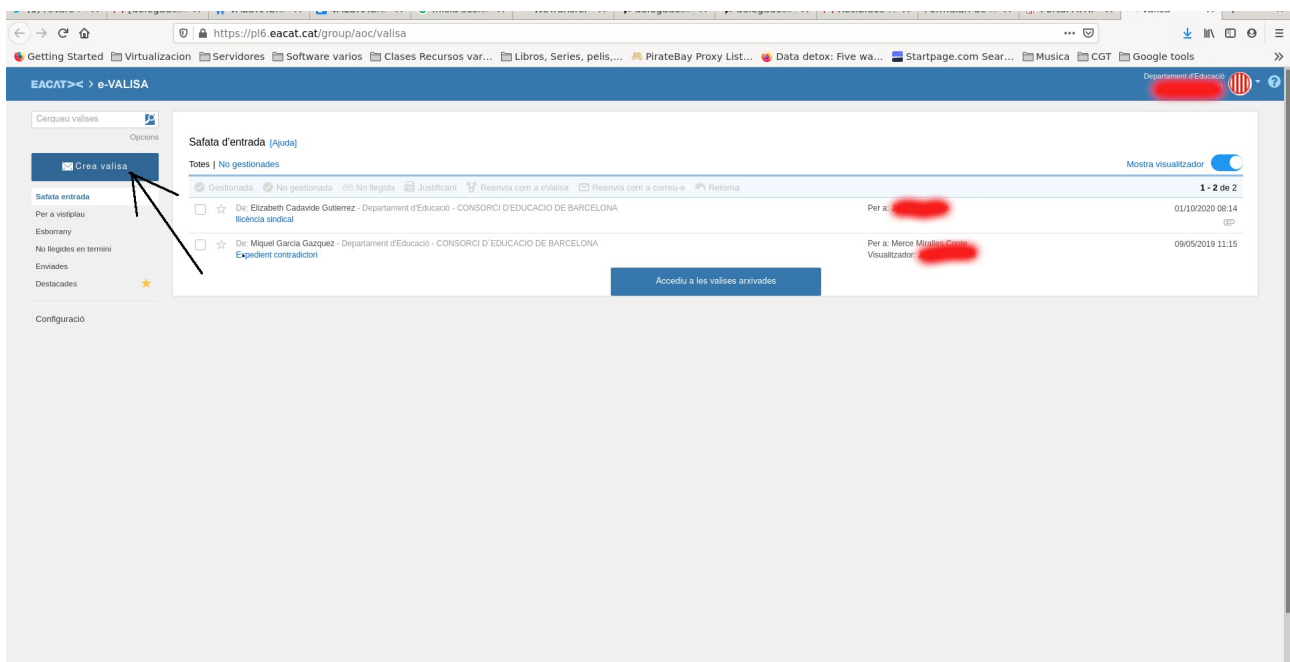 https://pl6.eacat.cat/group/aoc/valisa
Getting Started Virtualizacion Servidores Software varios Clases Recursos var... Libros, Series, pelis,... PirateBay Proxy List... Data detox: Five wa... Startpage.com Sear... Musica CGT Google tools
EACAT >< > e-VALISA
Departament d'Educació
Cerqueu valises
Opcions
Crea valisa
Safata entrada
Per a vistiplau
Esborrany
No llegides en termini
Enviades
Destacades
Configuració
Safata d'entrada [Ajuda]
Totes | No gestionades
Mostra visualitzador
Gestionada No gestionada No llegida Justificant Reenvia com a eValisa Reenvia com a correu-e Retorna
1 - 2 de 2
De: Elizabeth Cadavide Gutierrez - Departament d'Educació - CONSORCI D'EDUCACIO DE BARCELONA
Per a:
01/10/2020 08:14
llicència sindical
De: Miquel Garcia Gazquez - Departament d'Educació - CONSORCI D'EDUCACIO DE BARCELONA
Per a: Merce Miralles Conte
09/05/2019 11:15
Expedient contradictori
Visualitzador:
Accediu a les valises arxivades